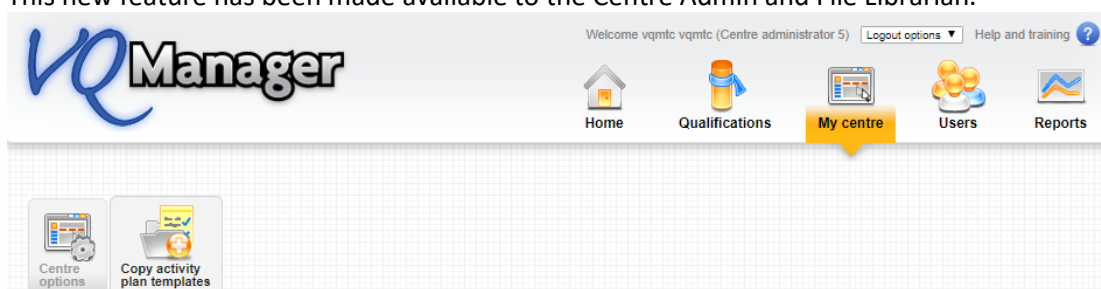 This new feature has been made available to the Centre Admin and File Librarian.
Welcome vqmtc vqmtc (Centre administrator 5) Logout options ▼ Help and training ?
VQManager
Home Qualifications My centre Users Reports
Centre options
Copy activity plan templates